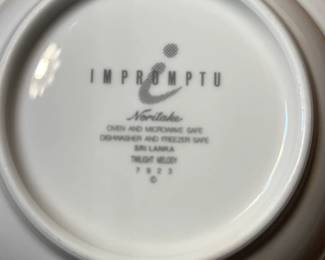 i
IMPROMPTU
Noritake
OVEN AND MICROWAVE SAFE
DISHWASHER AND FREEZER SAFE
SRI LANKA
TWILIGHT MELODY
7923
©